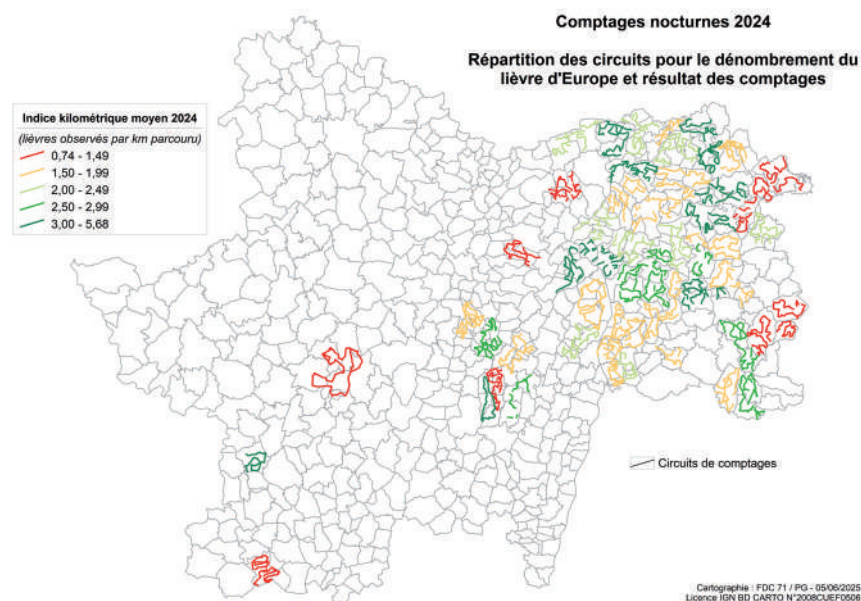 Comptages nocturnes 2024
Répartition des circuits pour le dénombrement du
lièvre d'Europe et résultat des comptages
Indice kilométrique moyen 2024
(lièvres observés par km parcouru)
0,74 - 1,49
1,50 - 1,99
2,00 - 2,49
2,50 - 2,99
3,00 - 5,68
Circuits de comptages
Cartographie : FDC 71 / PG - 05/06/2025
Licence IGN BD CARTO N°2008CUEF0506